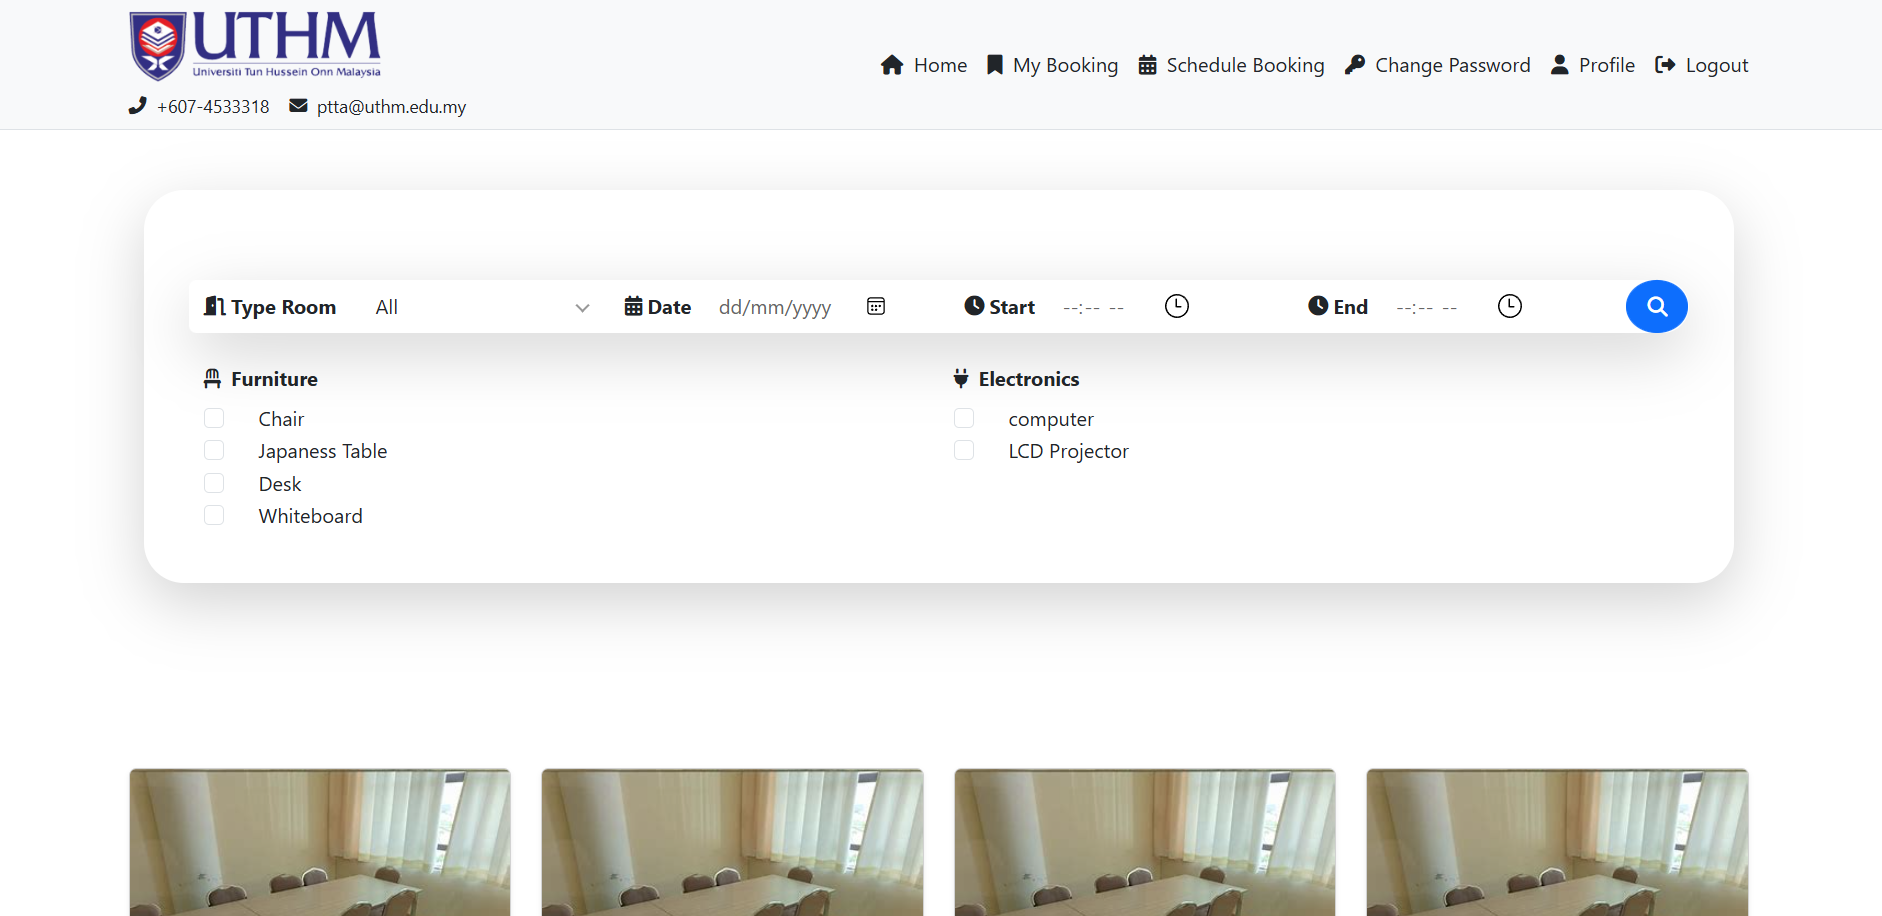 UTHM
Universiti Tun Hussein Onn Malaysia
+607-4533318 ptta@uthm.edu.my
Home My Booking Schedule Booking Change Password Profile Logout
Type Room All Date dd/mm/yyyy Start --:-- -- End --:-- --
Furniture
Chair
Japaness Table
Desk
Whiteboard
Electronics
computer
LCD Projector